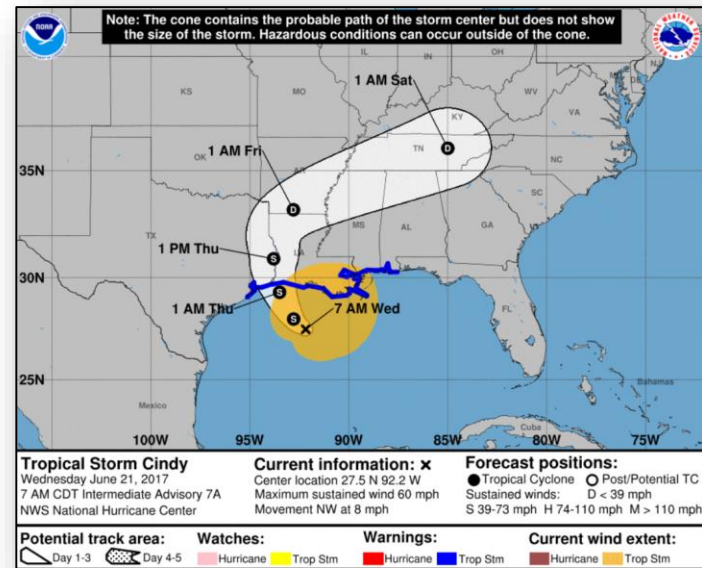 Note: The cone contains the probable path of the storm center but does not show
the size of the storm. Hazardous conditions can occur outside of the cone.
NOAA
NATIONAL WEATHER SERVICE
IL
IN
OH
NJ
KS
MO
WV
VA
1 AM Sat
KY
OK
AR
TN
NC
35N
1 AM Fri
SC
TX
MS
AL
GA
1 PM Thu
LA
30N
1 AM Thu
7 AM Wed
FL
25N
Mexico
Bahamas
Cuba
100W
95W
90W
85W
80W
75W
D
D
S
S
S
Tropical Storm Cindy
Wednesday June 21, 2017
7 AM CDT Intermediate Advisory 7A
NWS National Hurricane Center
Current information: ×
Center location 27.5 N 92.2 W
Maximum sustained wind 60 mph
Movement NW at 8 mph
Forecast positions:
Tropical Cyclone Post/Potential TC
Sustained winds: D < 39 mph
S 39-73 mph H 74-110 mph M > 110 mph
Potential track area:
Day 1-3 Day 4-5
Watches:
Hurricane Trop Stm
Warnings:
Hurricane Trop Stm
Current wind extent:
Hurricane Trop Stm